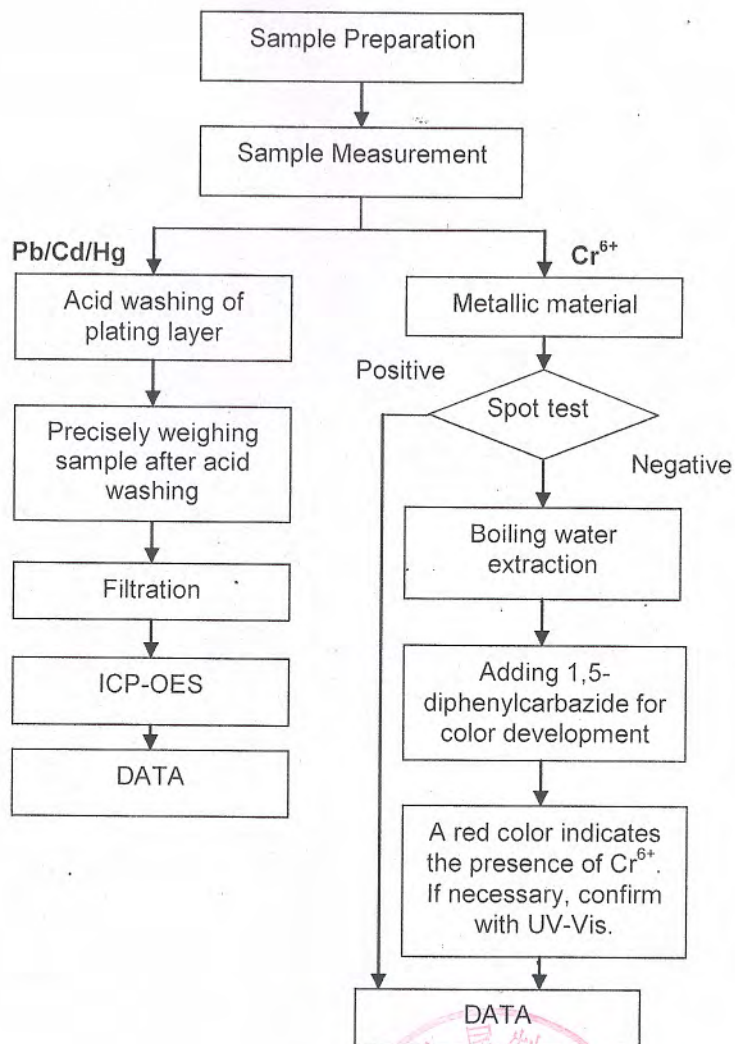 Sample Preparation
Sample Measurement
Pb/Cd/Hg
Acid washing of
plating layer
Precisely weighing
sample after acid
washing
Filtration
ICP-OES
DATA
Cr⁶⁺
Metallic material
Spot test
Positive
Negative
Boiling water
extraction
Adding 1,5-
diphenylcarbazide for
color development
A red color indicates
the presence of Cr⁶⁺.
If necessary, confirm
with UV-Vis.
DATA